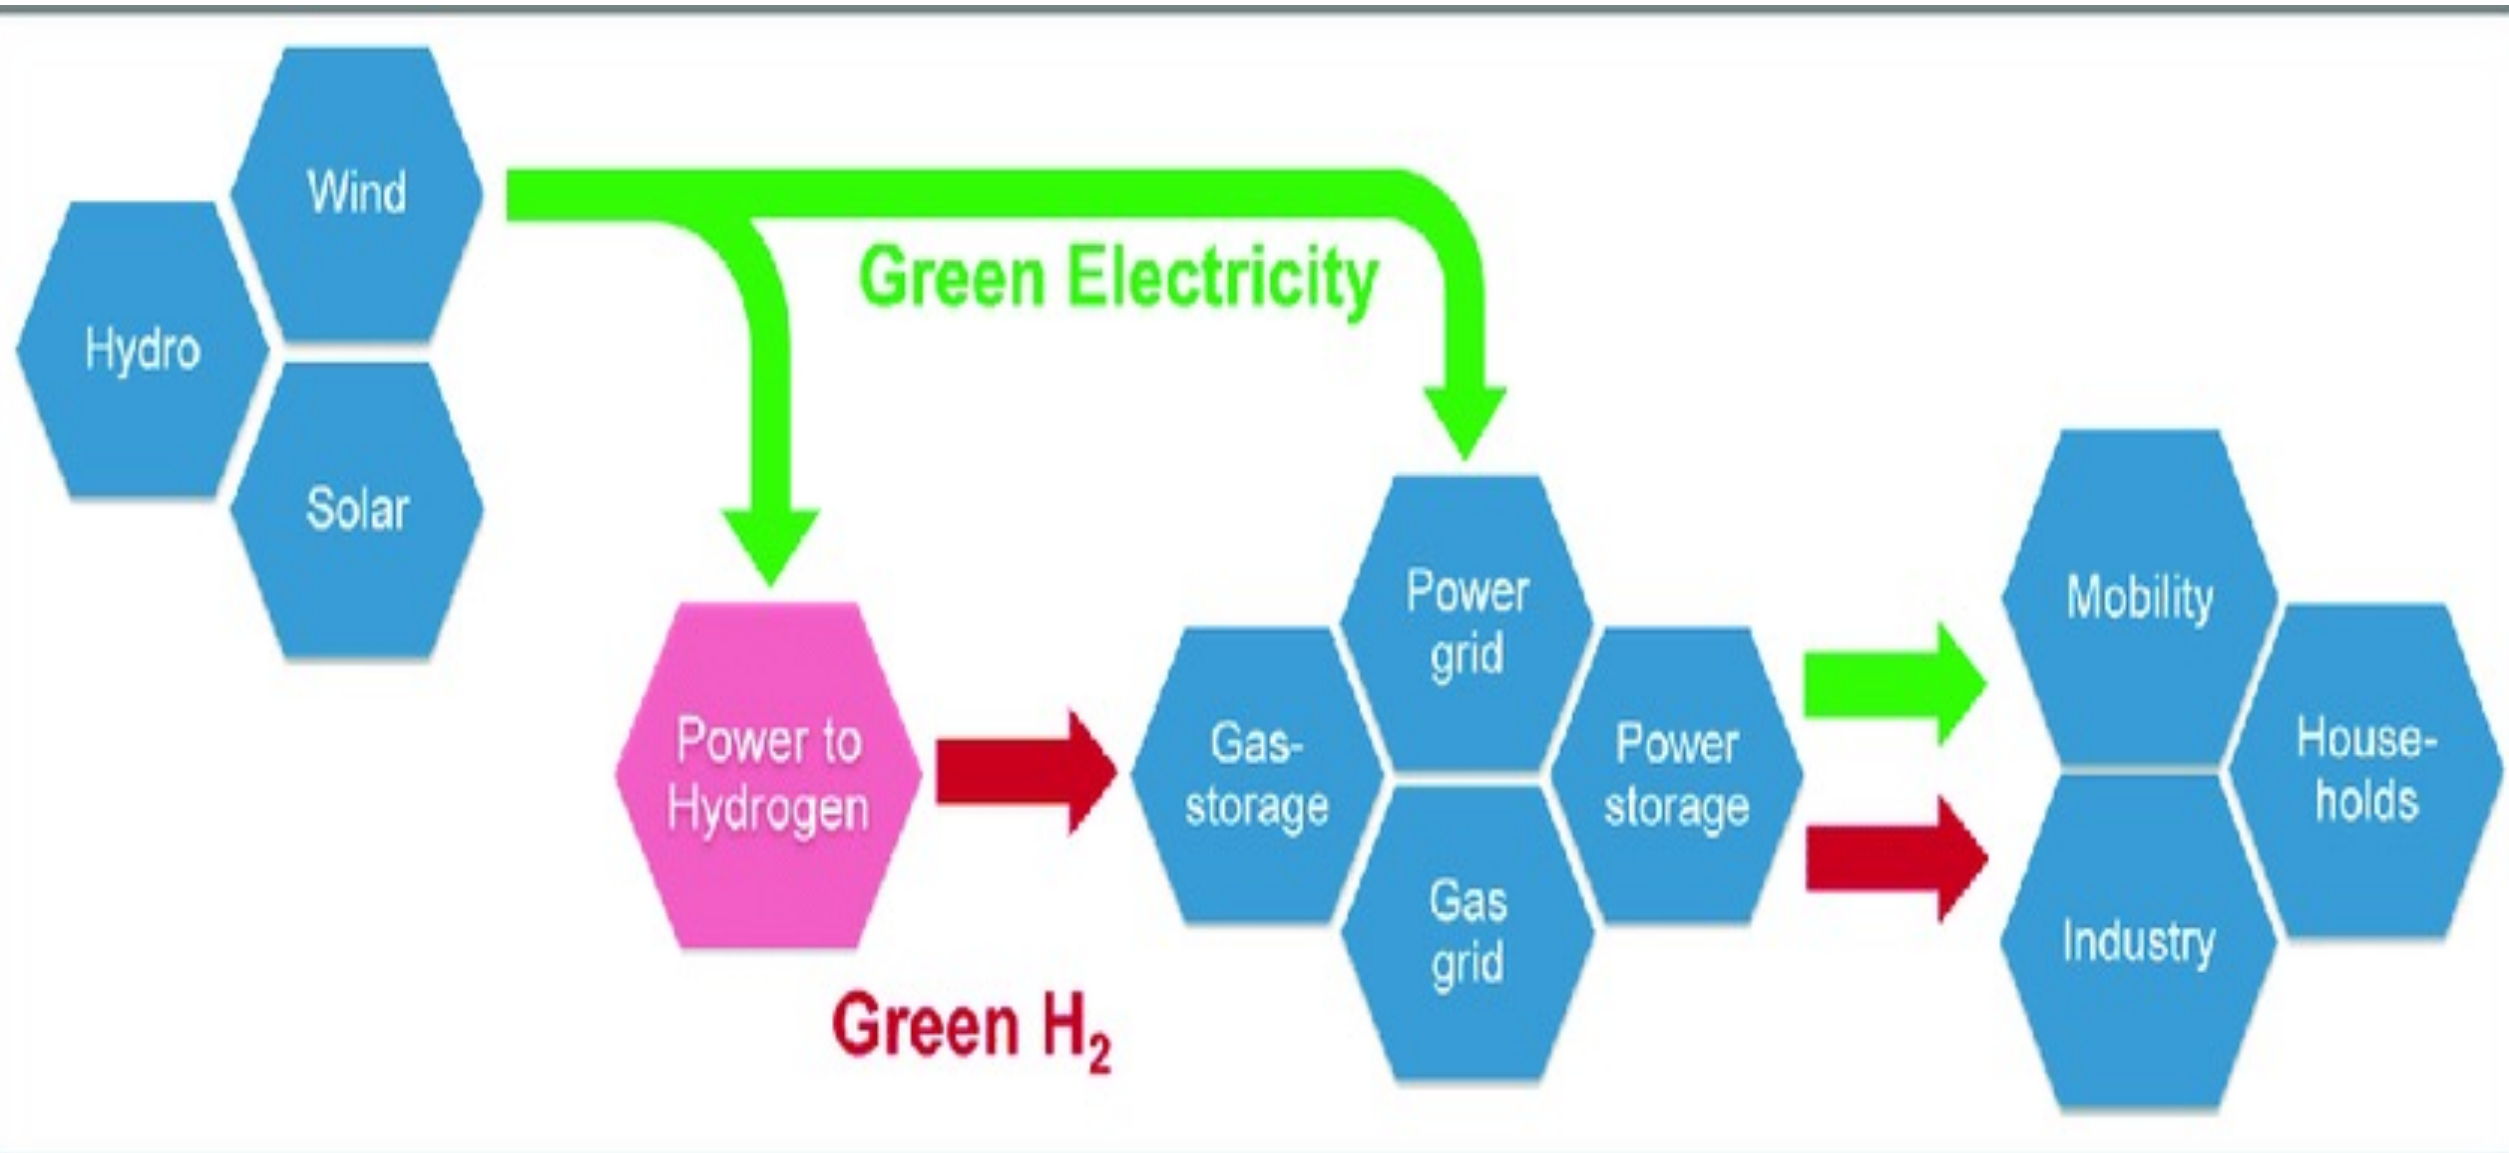 Wind
Hydro
Solar
Green Electricity
Power to
Hydrogen
Green H₂
Gas-
storage
Power
grid
Gas
grid
Power
storage
Mobility
House-
holds
Industry